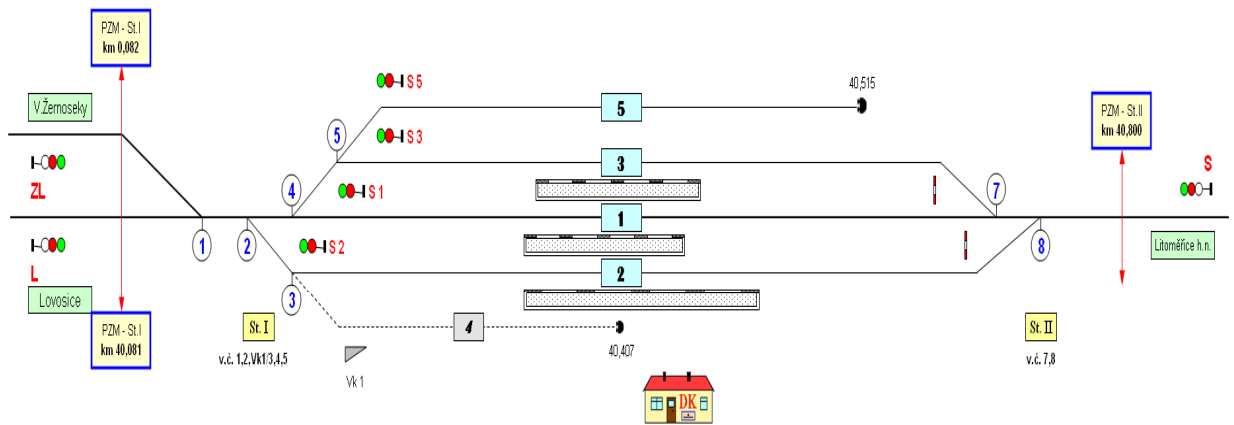 PZM - St.I
km 0,082
V.Žernoseky
ZL
L
Lovosice
PZM - St.I
km 40,081
S 5
S 3
S 1
S 2
5
4
1
2
3
St. I
v.č. 1,2,Vk1/3,4,5
Vk 1
5
3
1
2
4
40,515
40,407
DK
PZM - St.II
km 40,800
S
7
8
Litoměřice h.n.
St. II
v.č. 7,8